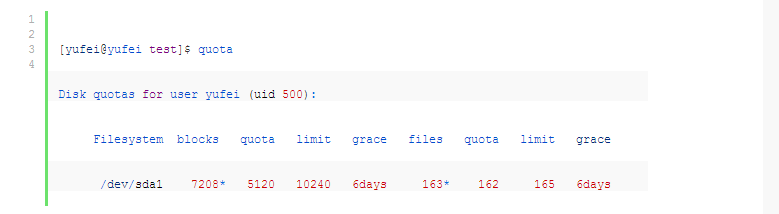 1
2
3
4
[yufei@yufei test]$ quota
Disk quotas for user yufei (uid 500):
Filesystem blocks quota limit grace files quota limit grace
/dev/sda1 7208* 5120 10240 6days 163* 162 165 6days